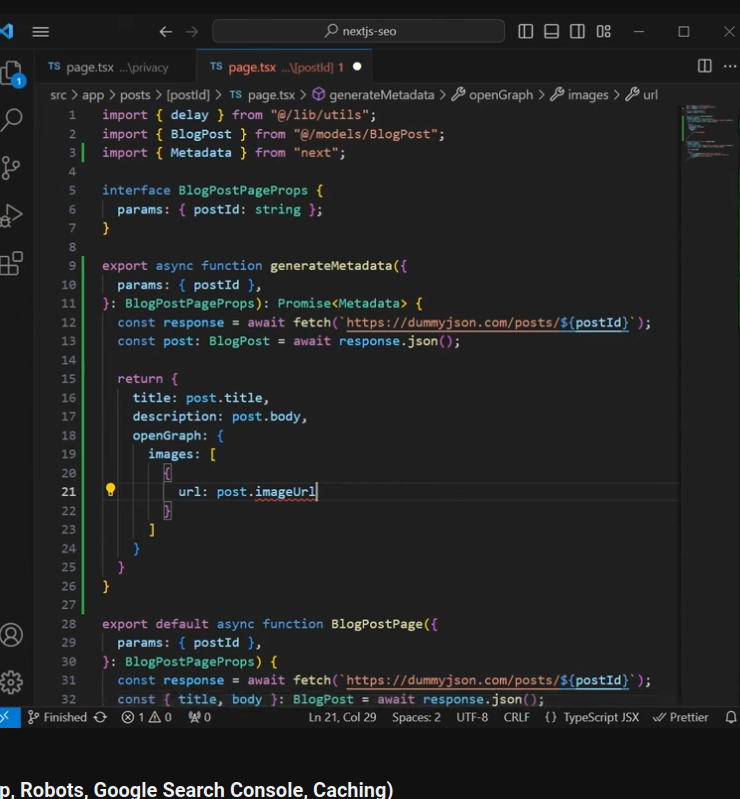 nextjs-seo
TS page.tsx ...\privacy
TS page.tsx ...\[postId] 1
1
src > app > posts > [postId] > TS page.tsx > generateMetadata > openGraph > images > url
1 import { delay } from "@/lib/utils";
2 import { BlogPost } from "@/models/BlogPost";
3 import { Metadata } from "next";
4
5 interface BlogPostPageProps {
6 params: { postId: string };
7 }
8
9 export async function generateMetadata({
10 params: { postId },
11 }: BlogPostPageProps): Promise<Metadata> {
12 const response = await fetch(`https://dummyjson.com/posts/${postId}`);
13 const post: BlogPost = await response.json();
14
15 return {
16 title: post.title,
17 description: post.body,
18 openGraph: {
19 images: [
20 {
21 url: post.imageUrl
22 }
23 ]
24 }
25 }
26 }
27
28 export default async function BlogPostPage({
29 params: { postId },
30 }: BlogPostPageProps) {
31 const response = await fetch(`https://dummyjson.com/posts/${postId}`);
32 const { title, body }: BlogPost = await response.json();
Finished 1 0 0 Ln 21, Col 29 Spaces: 2 UTF-8 CRLF {} TypeScript JSX Prettier
p, Robots, Google Search Console, Caching)